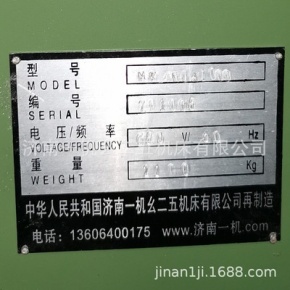 型号
MODEL
编号
SERIAL
电压/频率 Hz
VOLTAGE/FREQUENCY
重量 Kg
WEIGHT
中华人民共和国济南一机幺二五机床有限公司再制造
电话：13606400175 www.济南一机.com
jinan1ji.1688.com